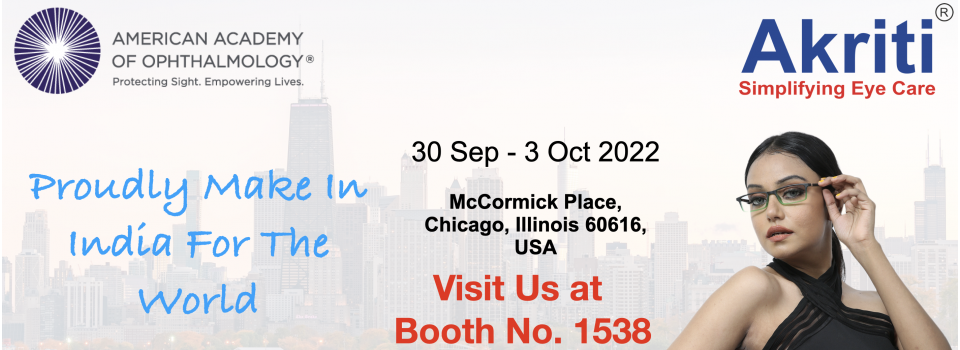 AMERICAN ACADEMY
OF OPHTHALMOLOGY®
Protecting Sight. Empowering Lives.
Akriti®
Simplifying Eye Care
30 Sep - 3 Oct 2022
Proudly Make In
India For The
World
McCormick Place,
Chicago, Illinois 60616,
USA
Visit Us at
Booth No. 1538